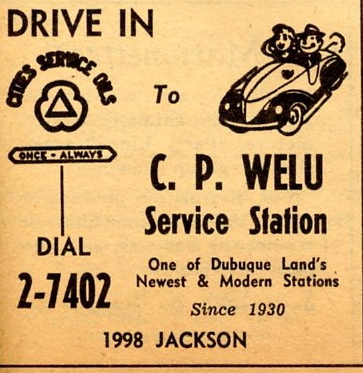 DRIVE IN
CITIES SERVICE OILS
ONCE - ALWAYS
To
C. P. WELU
Service Station
DIAL
2-7402
One of Dubuque Land's
Newest & Modern Stations
Since 1930
1998 JACKSON